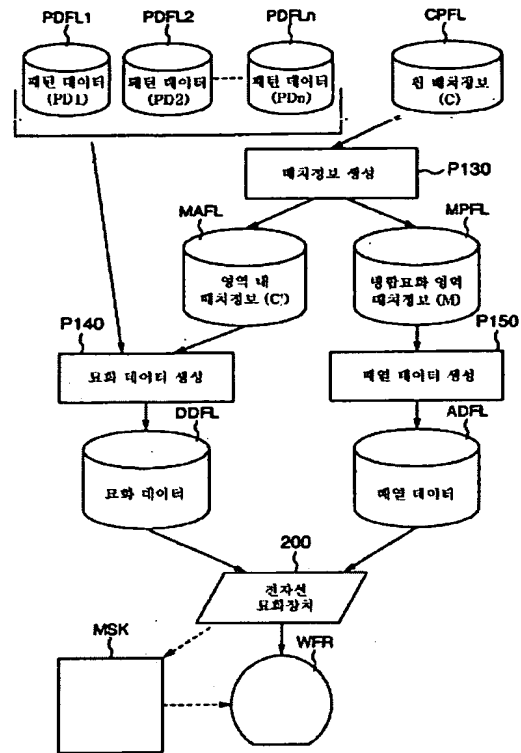 PDFL1 PDFL2 PDFLn CPFL
패턴 데이터 패턴 데이터 패턴 데이터 칩 배치정보
(PD1) (PD2) (PDn) (C)
배치정보 생성 P130
MAFL MPFL
영역 내
배치정보 (C')
묘화 영역
배치정보 (M)
P140 P150
묘화 데이터 생성 배열 데이터 생성
DDFL ADFL
묘화 데이터 배열 데이터
200
전자선
묘화장치
MSK WFR